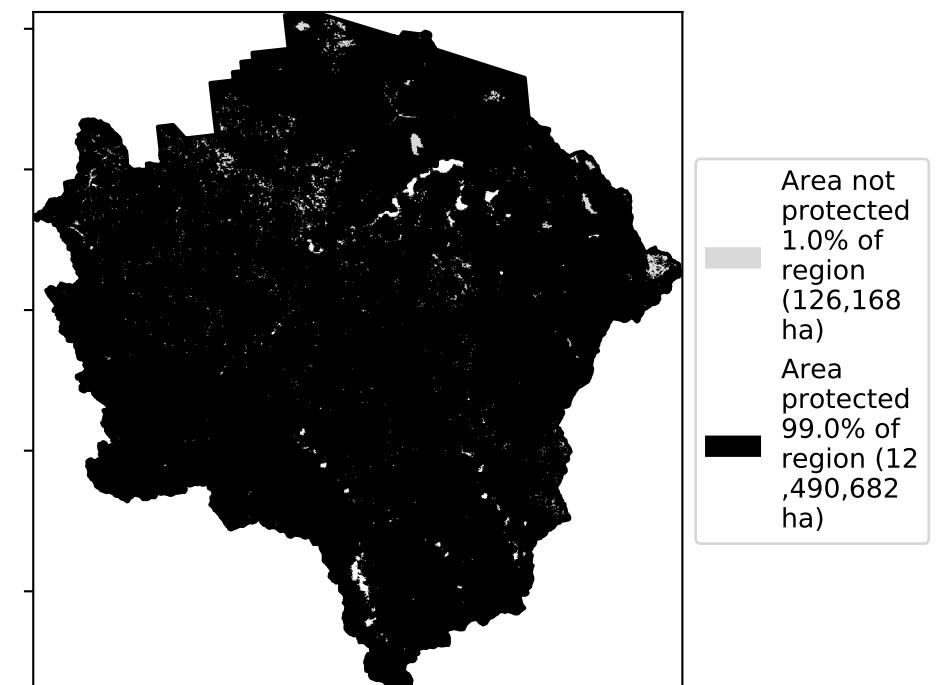 Area not
protected
1.0% of
region
(126,168
ha)
Area
protected
99.0% of
region (12
,490,682
ha)